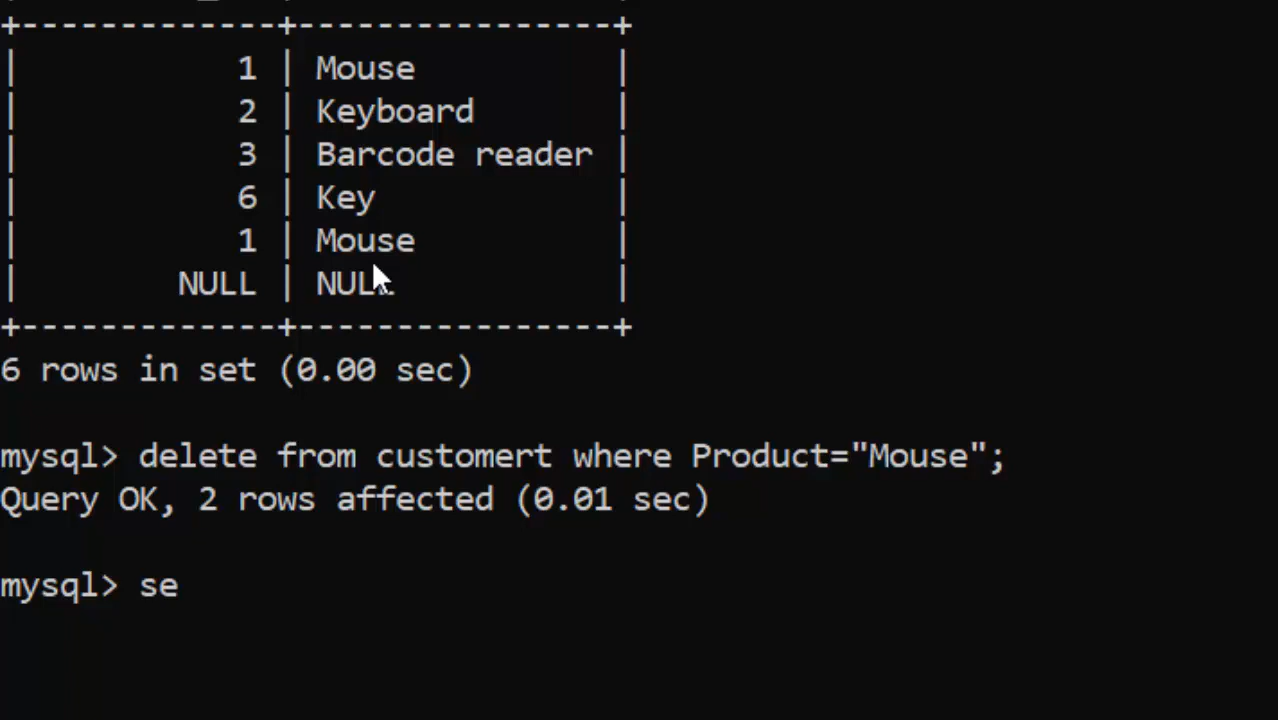 +-------------+----------------+
|           1 | Mouse          |
|           2 | Keyboard       |
|           3 | Barcode reader |
|           6 | Key            |
|           1 | Mouse          |
|        NULL | NULL           |
+-------------+----------------+
6 rows in set (0.00 sec)
mysql> delete from customert where Product="Mouse";
Query OK, 2 rows affected (0.01 sec)
mysql> se